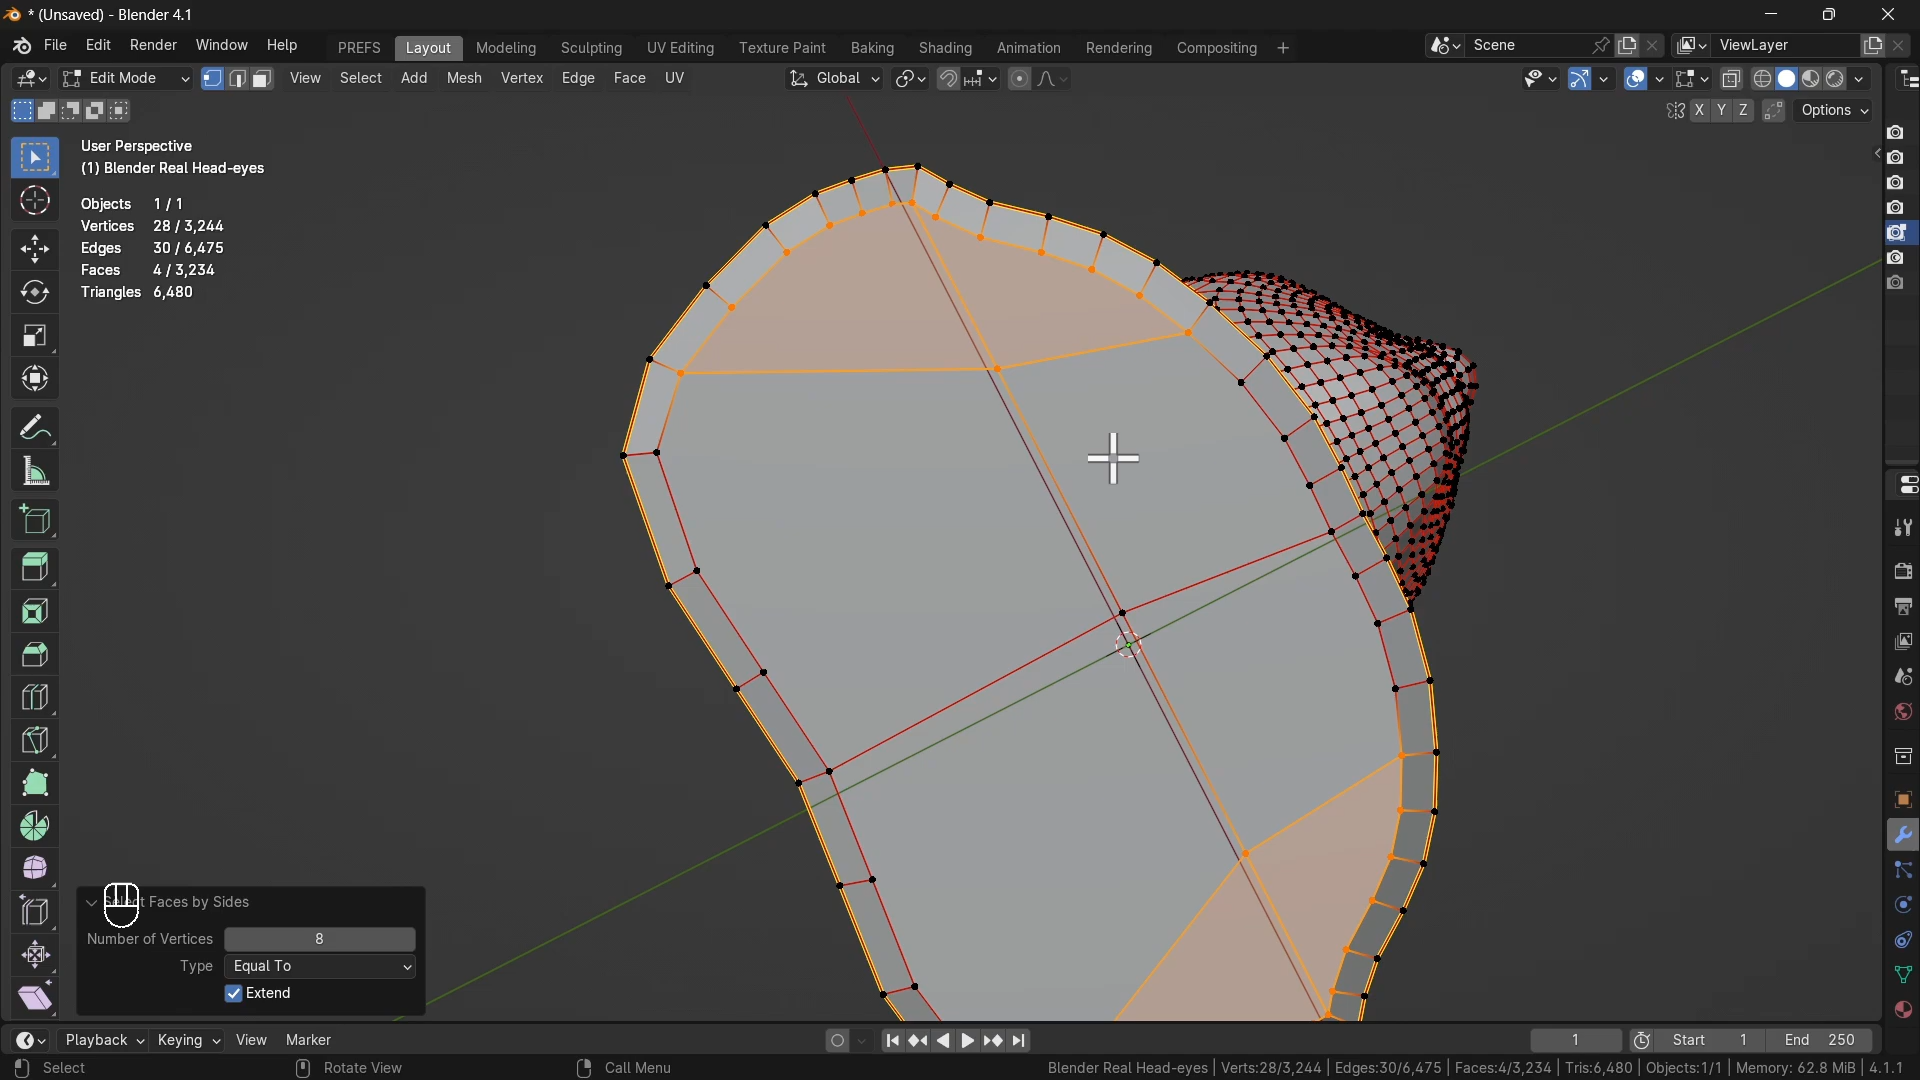 * (Unsaved) - Blender 4.1
File Edit Render Window Help PREFS Layout Modeling Sculpting UV Editing Texture Paint Baking Shading Animation Rendering Compositing + Scene ViewLayer
Edit Mode View Select Add Mesh Vertex Edge Face UV Global
X Y Z Options
User Perspective
(1) Blender Real Head-eyes
Objects 1 / 1
Vertices 28 / 3,244
Edges 30 / 6,475
Faces 4 / 3,234
Triangles 6,480
t Faces by Sides
Number of Vertices 8
Type Equal To
Extend
Playback Keying View Marker 1 Start 1 End 250
Select Rotate View Call Menu Blender Real Head-eyes | Verts:28/3,244 | Edges:30/6,475 | Faces:4/3,234 | Tris:6,480 | Objects:1/1 | Memory: 62.8 MiB | 4.1.1